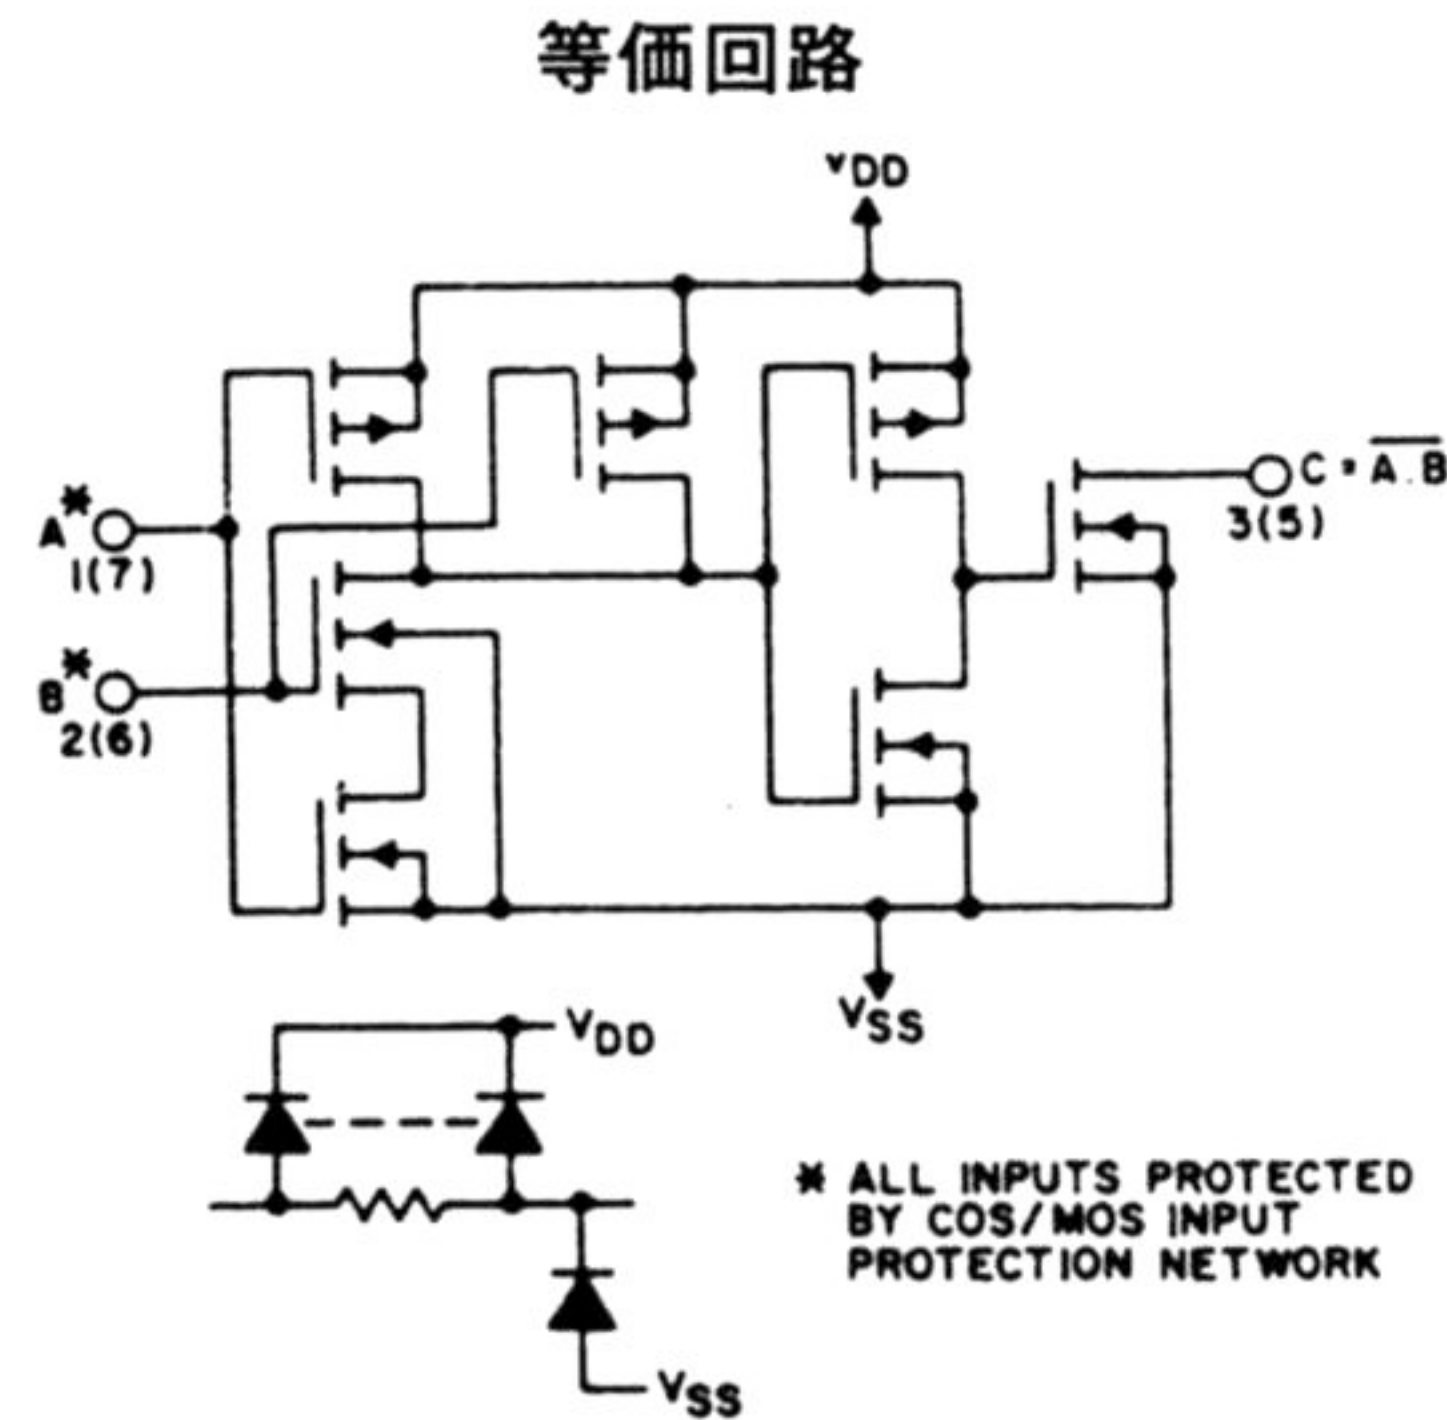 等価回路
VDD
A*
1(7)
B*
2(6)
C = A.B
3(5)
VSS
VDD
* ALL INPUTS PROTECTED
BY COS/MOS INPUT
PROTECTION NETWORK
VSS